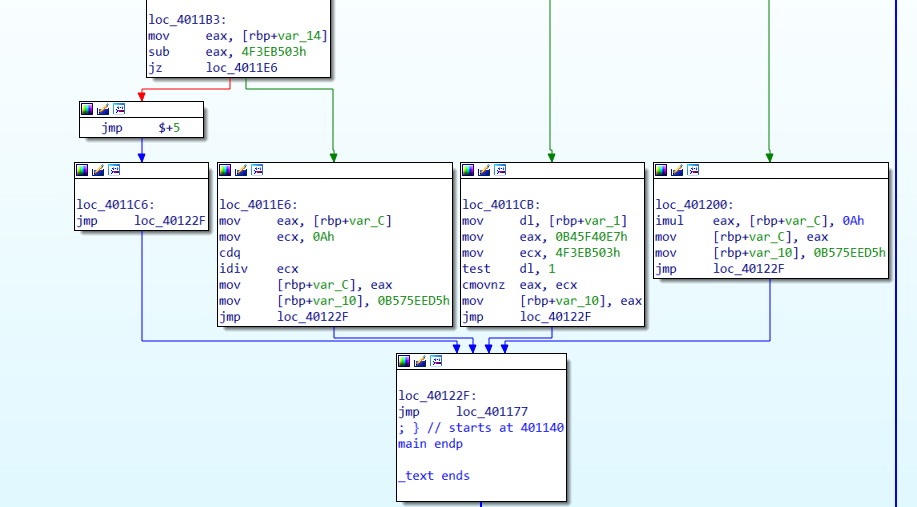 loc_4011B3:
mov eax, [rbp+var_14]
sub eax, 4F3EB503h
jz loc_4011E6
jmp $+5
loc_4011C6:
jmp loc_40122F
loc_4011E6:
mov eax, [rbp+var_C]
mov ecx, 0Ah
cdq
idiv ecx
mov [rbp+var_C], eax
mov [rbp+var_10], 0B575EED5h
jmp loc_40122F
loc_4011CB:
mov dl, [rbp+var_1]
mov eax, 0B45F40E7h
mov ecx, 4F3EB503h
test dl, 1
cmovnz eax, ecx
mov [rbp+var_10], eax
jmp loc_40122F
loc_401200:
imul eax, [rbp+var_C], 0Ah
mov [rbp+var_C], eax
mov [rbp+var_10], 0B575EED5h
jmp loc_40122F
loc_40122F:
jmp loc_401177
; } // starts at 401140
main endp
_text ends